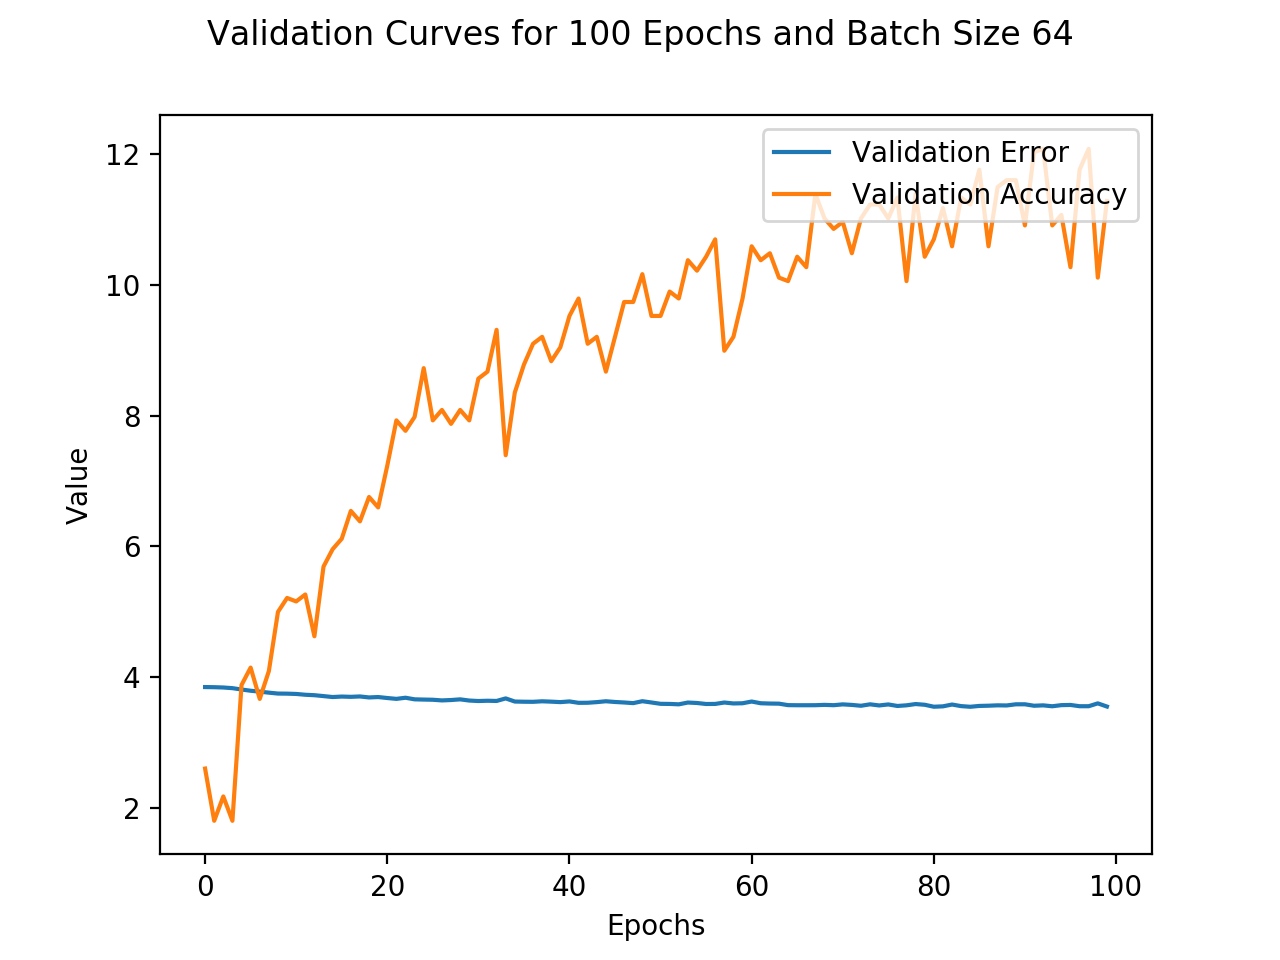 Validation Curves for 100 Epochs and Batch Size 64
Validation Error
Validation Accuracy
12
10
8
6
4
2
Value
0 20 40 60 80 100
Epochs